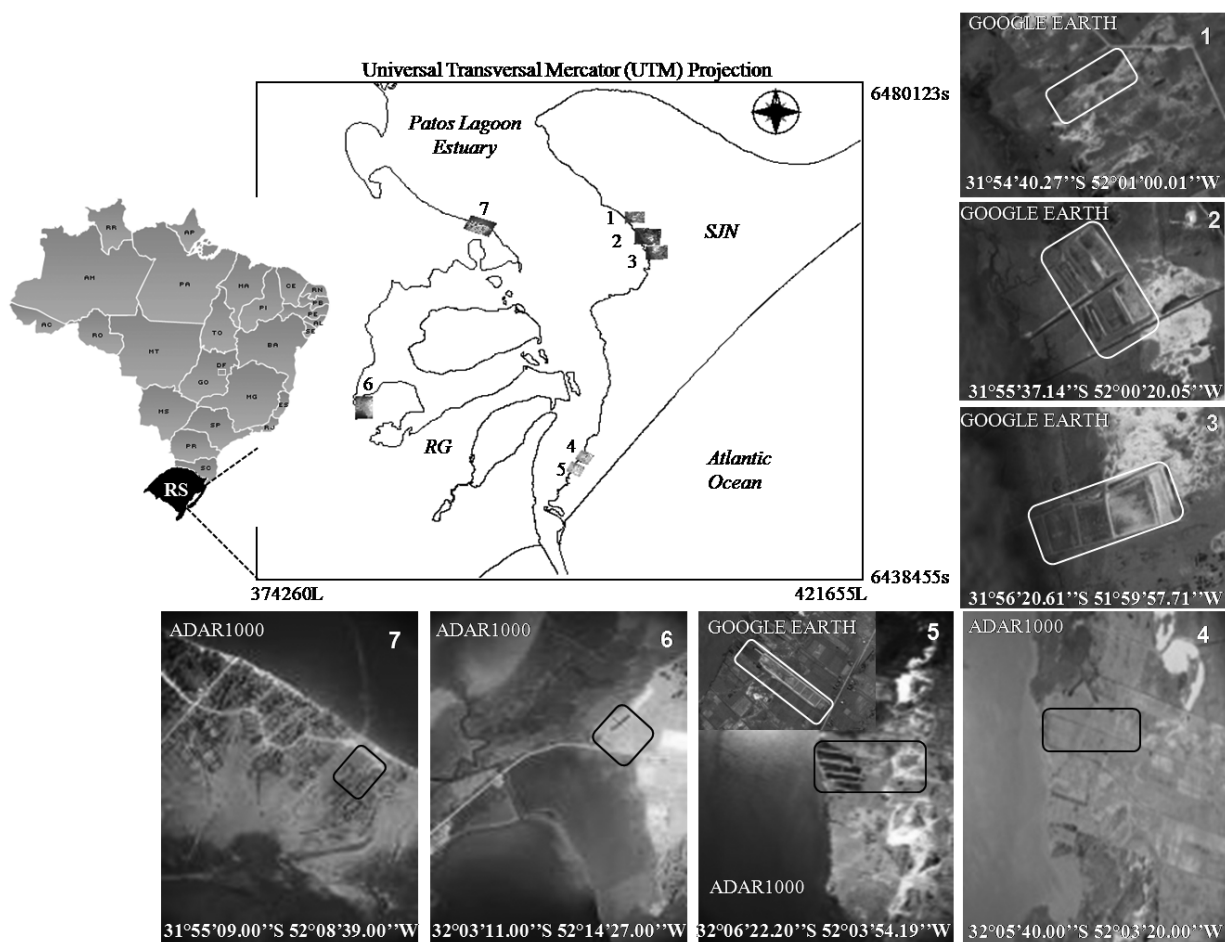 GOOGLE EARTH 1
31°54'40.27’’S 52°01’00.01’’W
Universal Transversal Mercator (UTM) Projection
6480123s
Patos Lagoon
Estuary
7
1
2
3
SJN
6
RG
4
5
Atlantic
Ocean
6438455s
374260L
421655L
RR
AP
AM
PA
MA
CE
RN
PB
PE
AL
SE
PI
AC
RO
TO
BA
MT
DF
GO
MG
ES
MS
SP
RJ
PR
SC
RS
GOOGLE EARTH 2
31°55’37.14’’S 52°00’20.05’’W
GOOGLE EARTH 3
31°56’20.61’’S 51°59’57.71’’W
ADAR1000 7
31°55’09.00’’S 52°08’39.00’’W
ADAR1000 6
32°03’11.00’’S 52°14’27.00’’W
GOOGLE EARTH 5
ADAR1000
32°06’22.20’’S 52°03’54.19’’W
ADAR1000 4
32°05’40.00’’S 52°03’20.00’’W